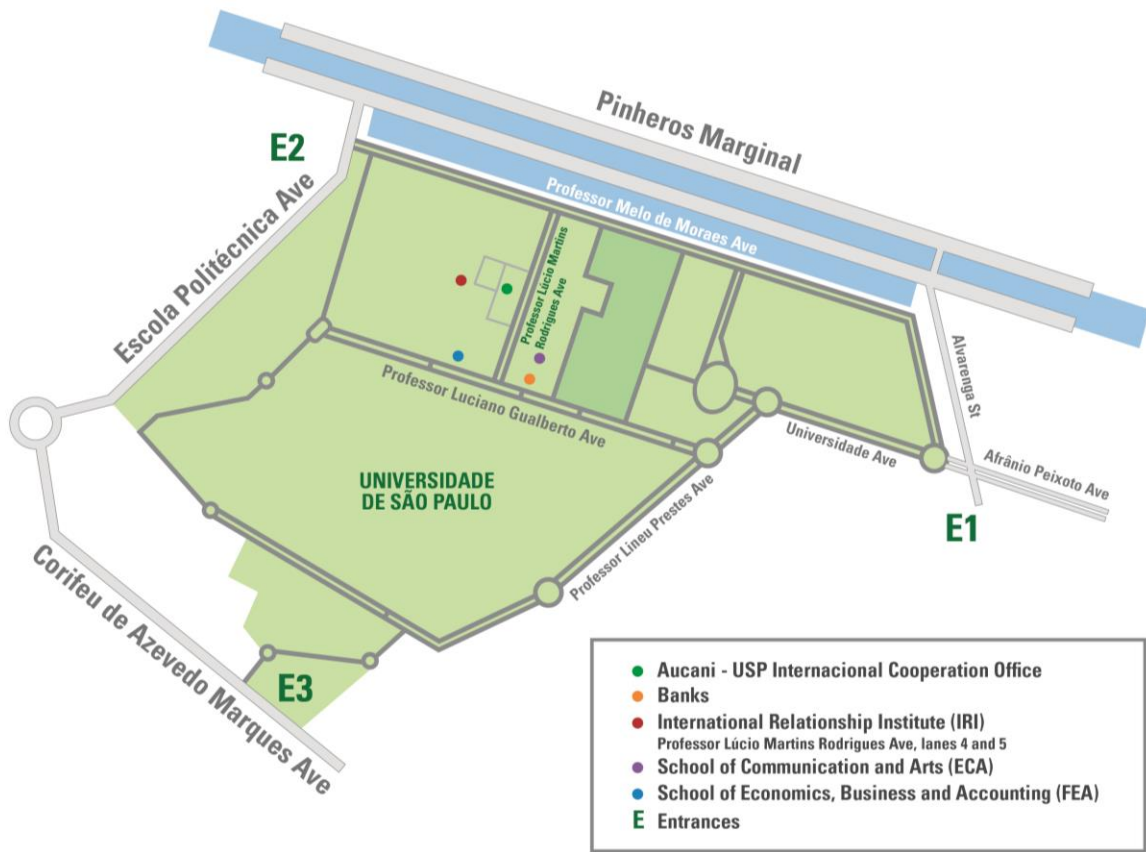 Pinheros Marginal
E2
Professor Melo de Moraes Ave
Escola Politécnica Ave
Professor Lúcio Martins
Rodrigues Ave
Alvarenga St
Professor Luciano Gualberto Ave
Universidade Ave
Afrânio Peixoto Ave
UNIVERSIDADE
DE SÃO PAULO
E1
Professor Lineu Prestes Ave
Corifeu de Azevedo Marques Ave
E3
Aucani - USP Internacional Cooperation Office
Banks
International Relationship Institute (IRI)
Professor Lúcio Martins Rodrigues Ave, lanes 4 and 5
School of Communication and Arts (ECA)
School of Economics, Business and Accounting (FEA)
E Entrances